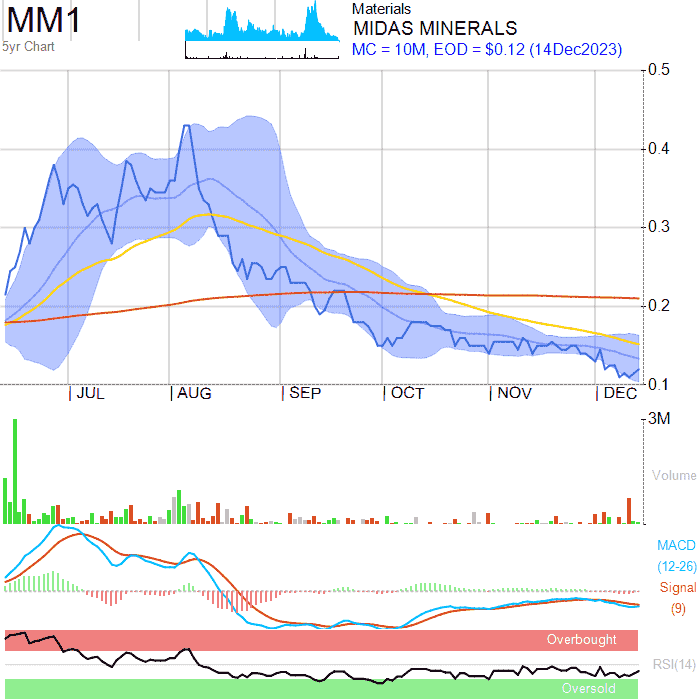 MM1
5yr Chart
Materials
MIDAS MINERALS
MC = 10M, EOD = $0.12 (14Dec2023)
0.5
0.4
0.3
0.2
0.1
JUL AUG SEP OCT NOV DEC
3M
Volume
MACD
(12-26)
Signal
(9)
Overbought
RSI(14)
Oversold